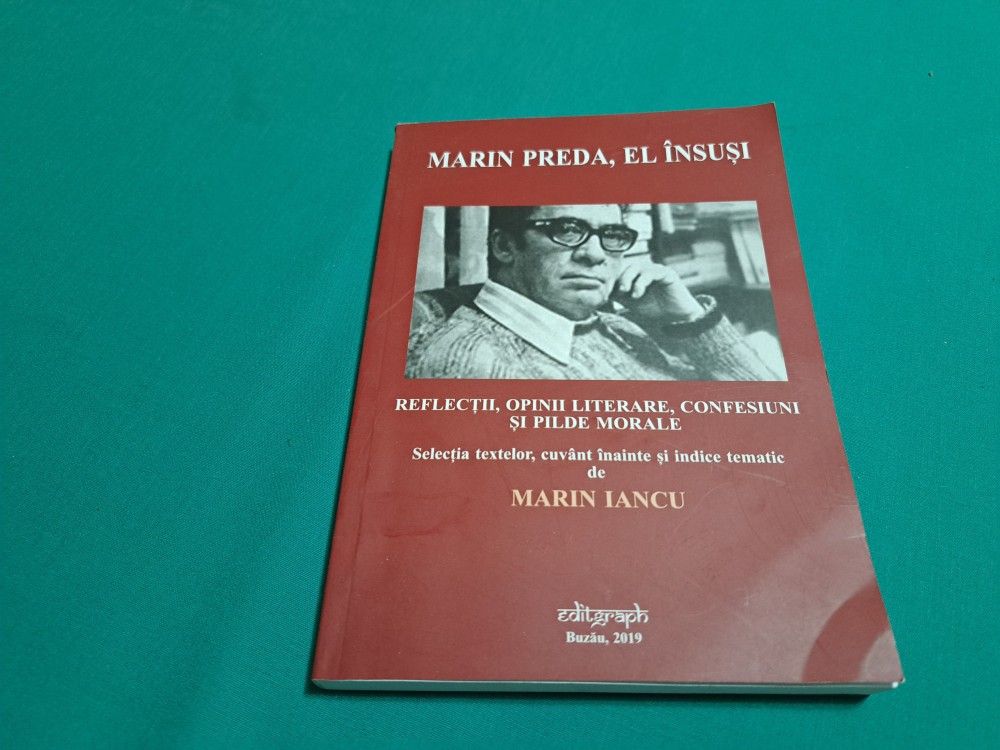 MARIN PREDA, EL ÎNSUȘI
REFLECȚII, OPINII LITERARE, CONFESIUNI
ȘI PILDE MORALE
Selecția textelor, cuvânt înainte și indice tematic
de
MARIN IANCU
editgraph
Buzău, 2019